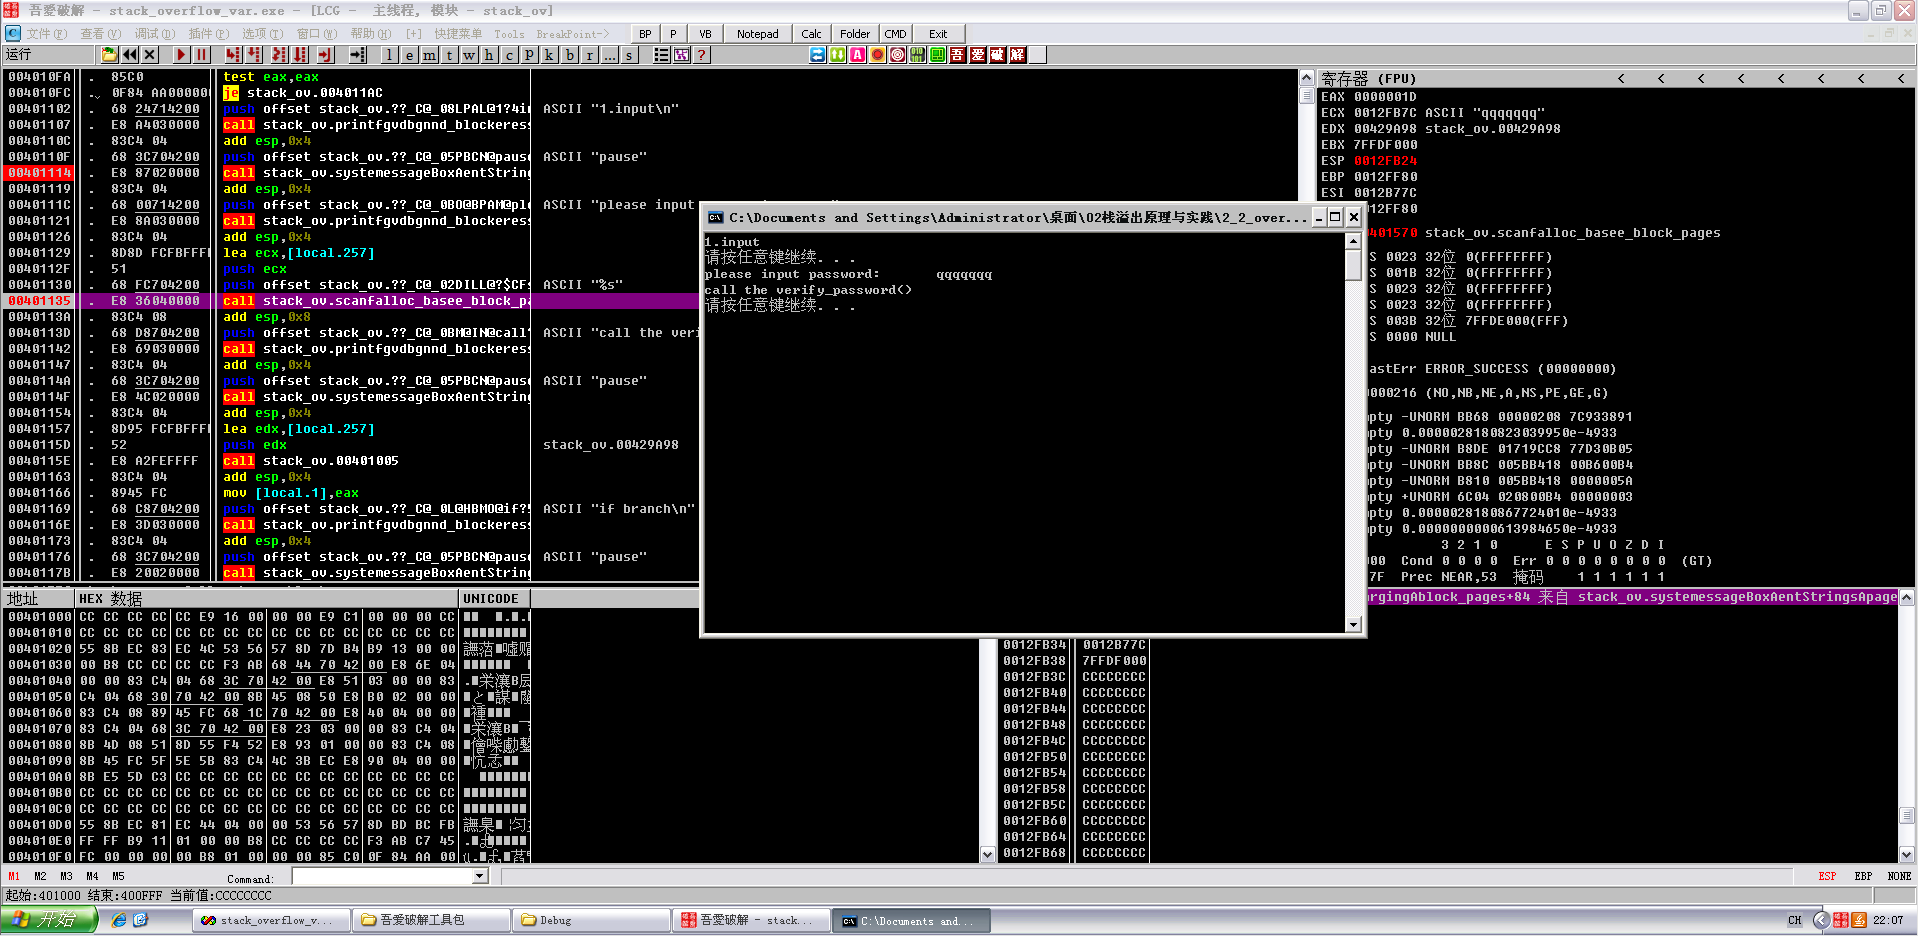 吾愛破解 - stack_overflow_var.exe - [LCG - 主线程, 模块 - stack_ov]
文件(F) 查看(V) 调试(D) 插件(P) 选项(T) 窗口(W) 帮助(H) [+] 快捷菜单 Tools BreakPoint-> BP P VB Notepad Calc Folder CMD Exit
运行 l e m t w h c p k b r ... s ? 吾 爱 破 解
004010FA . 85C0 test eax,eax
004010FC . 0F84 AA000000 je stack_ov.004011AC
00401102 . 68 24714200 push offset stack_ov.??_C@_08LPAL@1?4in ASCII "1.input\n"
00401107 . E8 A4030000 call stack_ov.printfgvdbgnnd_blockeress
0040110C . 83C4 04 add esp,0x4
0040110F . 68 3C704200 push offset stack_ov.??_C@_05PBCN@pause ASCII "pause"
00401114 . E8 87020000 call stack_ov.systemessageBoxAentString
00401119 . 83C4 04 add esp,0x4
0040111C . 68 00714200 push offset stack_ov.??_C@_0BO@BPAM@ple ASCII "please input
00401121 . E8 8A030000 call stack_ov.printfgvdbgnnd_blockeress
00401126 . 83C4 04 add esp,0x4
00401129 . 8D8D FCFBFFFF lea ecx,[local.257]
0040112F . 51 push ecx
00401130 . 68 FC704200 push offset stack_ov.??_C@_02DILL@?$CFs ASCII "%s"
00401135 . E8 36040000 call stack_ov.scanfalloc_basee_block_pa
0040113A . 83C4 08 add esp,0x8
0040113D . 68 D8704200 push offset stack_ov.??_C@_0BM@IN@call? ASCII "call the veri
00401142 . E8 69030000 call stack_ov.printfgvdbgnnd_blockeress
00401147 . 83C4 04 add esp,0x4
0040114A . 68 3C704200 push offset stack_ov.??_C@_05PBCN@pause ASCII "pause"
0040114F . E8 4C020000 call stack_ov.systemessageBoxAentString
00401154 . 83C4 04 add esp,0x4
00401157 . 8D95 FCFBFFFF lea edx,[local.257]
0040115D . 52 push edx stack_ov.00429A98
0040115E . E8 A2FEFFFF call stack_ov.00401005
00401163 . 83C4 04 add esp,0x4
00401166 . 8945 FC mov [local.1],eax
00401169 . 68 C8704200 push offset stack_ov.??_C@_0L@HBMO@if?5 ASCII "if branch\n"
0040116E . E8 3D030000 call stack_ov.printfgvdbgnnd_blockeress
00401173 . 83C4 04 add esp,0x4
00401176 . 68 3C704200 push offset stack_ov.??_C@_05PBCN@pause ASCII "pause"
0040117B . E8 20020000 call stack_ov.systemessageBoxAentString
寄存器 (FPU) < < < < < < < <
EAX 0000001D
ECX 0012FB7C ASCII "qqqqqqq"
EDX 00429A98 stack_ov.00429A98
EBX 7FFDF000
ESP 0012FB24
EBP 0012FF80
ESI 0012B77C
12FF80
401570 stack_ov.scanfalloc_basee_block_pages
S 0023 32位 0(FFFFFFFF)
S 001B 32位 0(FFFFFFFF)
S 0023 32位 0(FFFFFFFF)
S 0023 32位 0(FFFFFFFF)
S 003B 32位 7FFDE000(FFF)
S 0000 NULL
astErr ERROR_SUCCESS (00000000)
000216 (NO,NB,NE,A,NS,PE,GE,G)
mpty -UNORM BB68 00000208 7C933891
mpty 0.0000028180823039950e-4933
mpty -UNORM B8DE 01719CC8 77D30B05
mpty -UNORM BB8C 005BB418 00B600B4
mpty -UNORM B810 005BB418 0000005A
mpty +UNORM 6C04 020800B4 00000003
mpty 0.0000028180867724010e-4933
mpty 0.0000000000613984650e-4933
3 2 1 0 E S P U O Z D I
000 Cond 0 0 0 0 Err 0 0 0 0 0 0 0 0 (GT)
7F Prec NEAR,53 掩码 1 1 1 1 1 1
C:\Documents and Settings\Administrator\桌面\02栈溢出原理与实践\2_2_over...
1.input
请按任意键继续. . .
please input password: qqqqqqq
call the verify_password()
请按任意键继续. . .
地址 HEX 数据 UNICODE
00401000 CC CC CC CC CC E9 16 00 00 00 E9 C1 00 00 00 CC
00401010 CC CC CC CC CC CC CC CC CC CC CC CC CC CC CC CC
00401020 55 8B EC 83 EC 4C 53 56 57 8D 7D B4 B9 13 00 00
00401030 00 B8 CC CC CC CC F3 AB 68 44 70 42 00 E8 6E 04
00401040 00 00 83 C4 04 68 3C 70 42 00 E8 51 03 00 00 83
00401050 C4 04 68 30 70 42 00 8B 45 08 50 E8 B0 02 00 00
00401060 83 C4 08 89 45 FC 68 1C 70 42 00 E8 40 04 00 00
00401070 83 C4 04 68 3C 70 42 00 E8 23 03 00 00 83 C4 04
00401080 8B 4D 08 51 8D 55 F4 52 E8 93 01 00 00 83 C4 08
00401090 8B 45 FC 5F 5E 5B 83 C4 4C 3B EC E8 90 04 00 00
004010A0 8B E5 5D C3 CC CC CC CC CC CC CC CC CC CC CC CC
004010B0 CC CC CC CC CC CC CC CC CC CC CC CC CC CC CC CC
004010C0 CC CC CC CC CC CC CC CC CC CC CC CC CC CC CC CC
004010D0 55 8B EC 81 EC 44 04 00 00 53 56 57 8D BD BC FB
004010E0 FF FF B9 11 01 00 00 B8 CC CC CC CC F3 AB C7 45
004010F0 FC 00 00 00 00 B8 01 00 00 00 85 C0 0F 84 AA 00
argingAblock_pages+84 来自 stack_ov.systemessageBoxAentStringsApage
0012FB34 0012B77C
0012FB38 7FFDF000
0012FB3C CCCCCCCC
0012FB40 CCCCCCCC
0012FB44 CCCCCCCC
0012FB48 CCCCCCCC
0012FB4C CCCCCCCC
0012FB50 CCCCCCCC
0012FB54 CCCCCCCC
0012FB58 CCCCCCCC
0012FB5C CCCCCCCC
0012FB60 CCCCCCCC
0012FB64 CCCCCCCC
0012FB68 CCCCCCCC
M1 M2 M3 M4 M5 Command: ESP EBP NONE
起始:401000 结束:400FFF 当前值:CCCCCCCC
开始 stack_overflow_v... 吾愛破解工具包 Debug 吾愛破解 - stack... C:\Documents and... CH 22:07